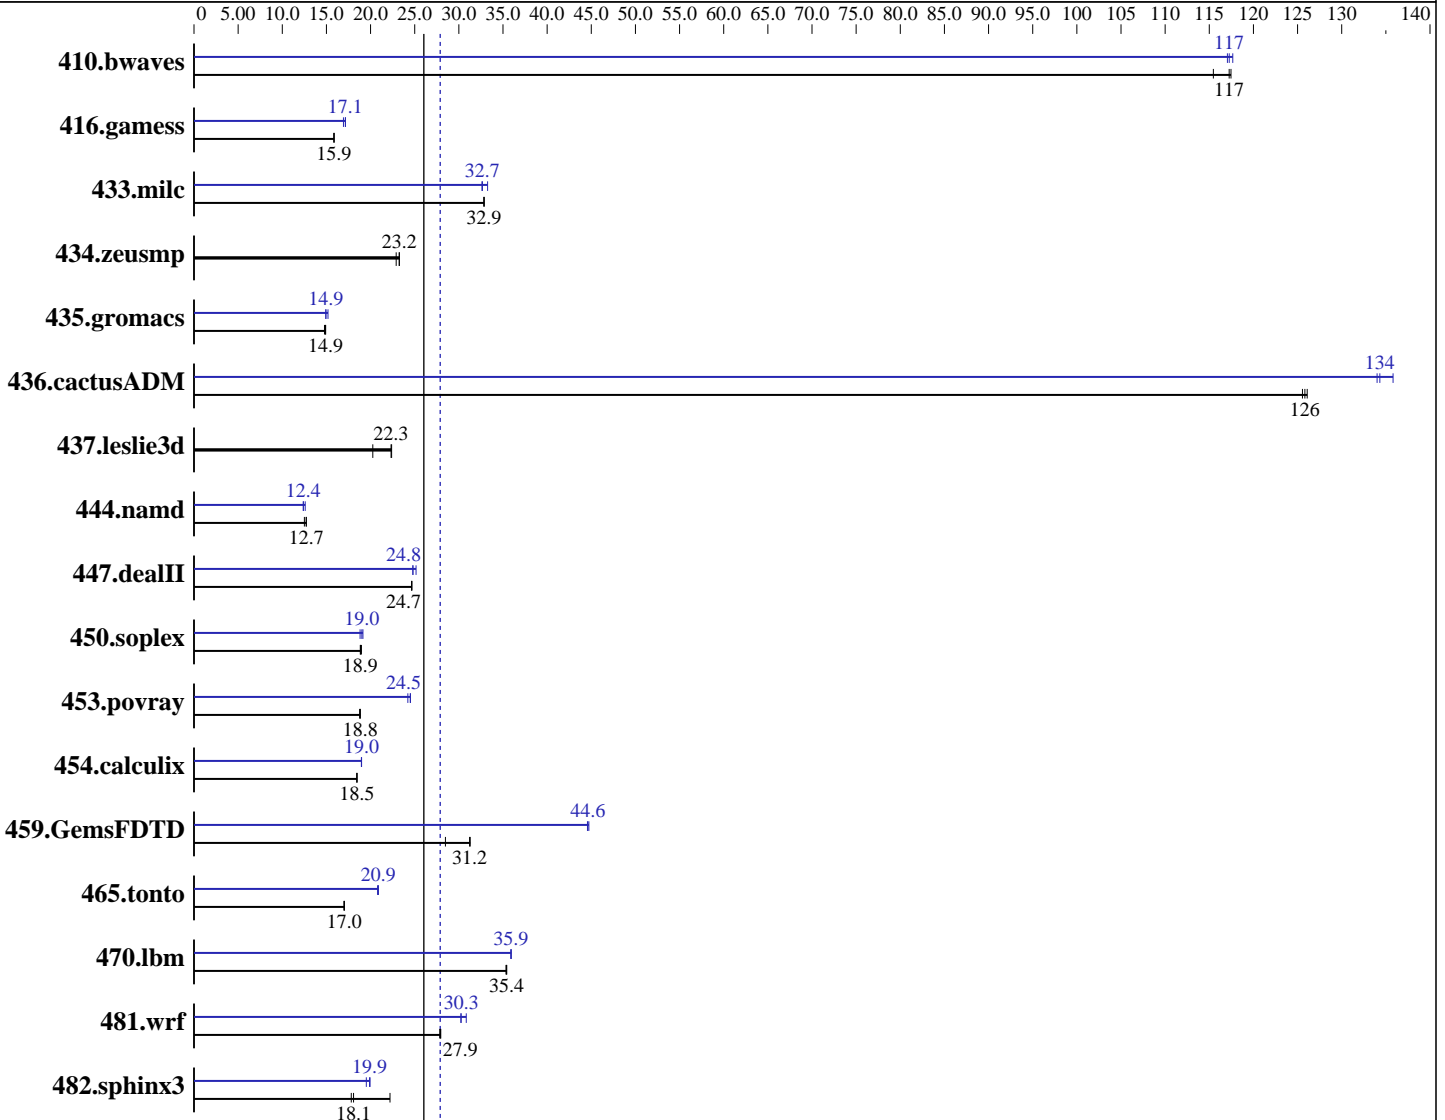 0 5.00 10.0 15.0 20.0 25.0 30.0 35.0 40.0 45.0 50.0 55.0 60.0 65.0 70.0 75.0 80.0 85.0 90.0 95.0 100 105 110 115 120 125 130 140
117
410.bwaves
117
17.1
416.gamess
15.9
32.7
433.milc
32.9
23.2
434.zeusmp
14.9
435.gromacs
14.9
134
436.cactusADM
126
22.3
437.leslie3d
12.4
444.namd
12.7
24.8
447.dealII
24.7
19.0
450.soplex
18.9
24.5
453.povray
18.8
19.0
454.calculix
18.5
44.6
459.GemsFDTD
31.2
20.9
465.tonto
17.0
35.9
470.lbm
35.4
30.3
481.wrf
27.9
19.9
482.sphinx3
18.1